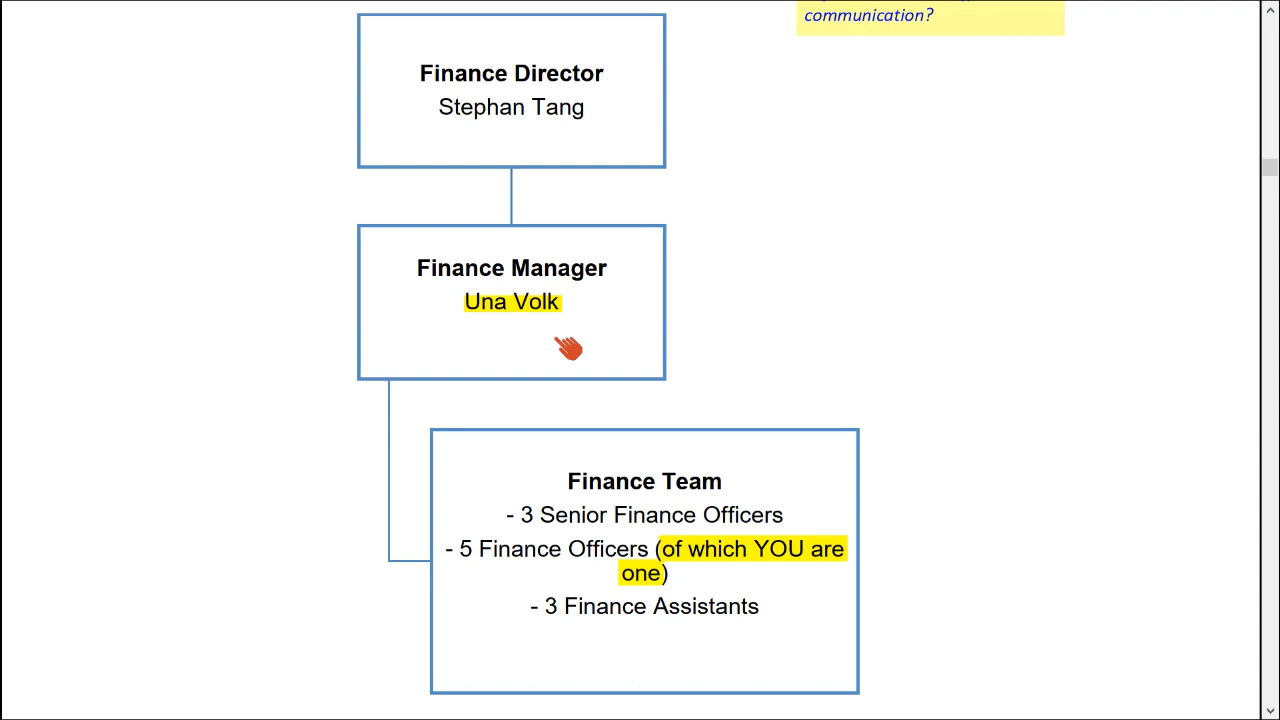 communication?
Finance Director
Stephan Tang
Finance Manager
Una Volk
Finance Team
- 3 Senior Finance Officers
- 5 Finance Officers (of which YOU are
one)
- 3 Finance Assistants